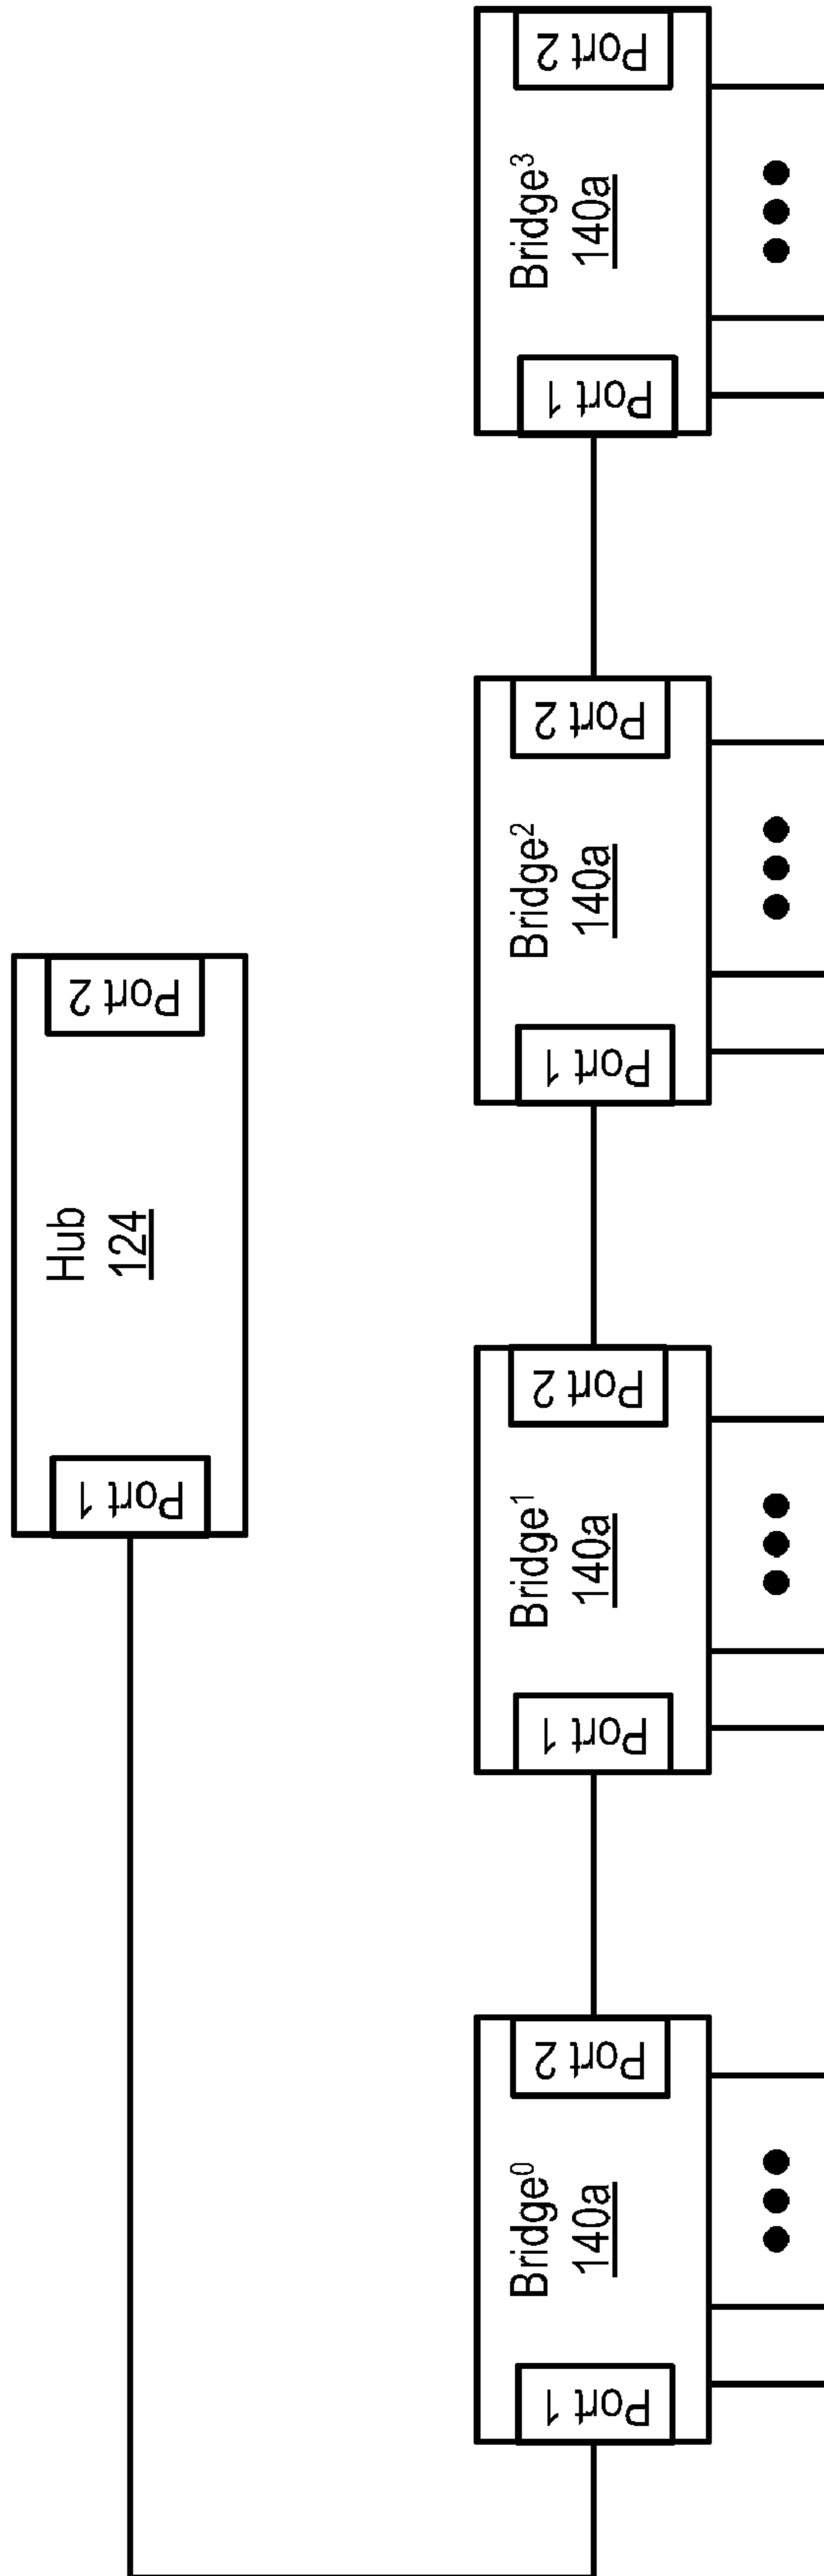 Port 1
Hub
124
Port 2
Port 1
Bridge⁰
140a
Port 2
Port 1
Bridge¹
140a
Port 2
Port 1
Bridge²
140a
Port 2
Port 1
Bridge³
140a
Port 2